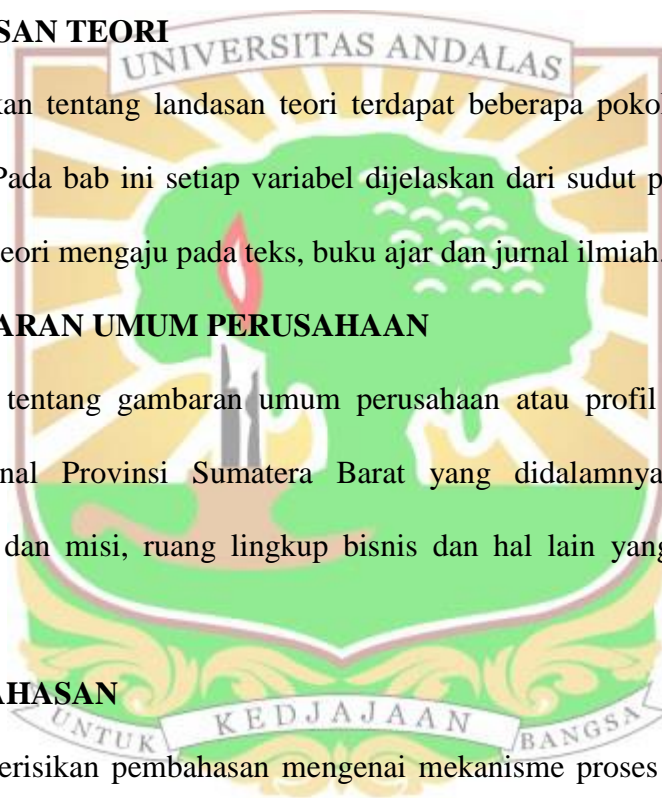 SAN TEORI
UNIVERSITAS ANDALAS
kan tentang landasan teori terdapat beberapa pokok
Pada bab ini setiap variabel dijelaskan dari sudut p
teori mengaju pada teks, buku ajar dan jurnal ilmiah.
ARAN UMUM PERUSAHAAN
tentang gambaran umum perusahaan atau profil
nal Provinsi Sumatera Barat yang didalamnya
dan misi, ruang lingkup bisnis dan hal lain yang
AHASAN
UNTUK KEDJAJAAN BANGSA
erisikan pembahasan mengenai mekanisme proses